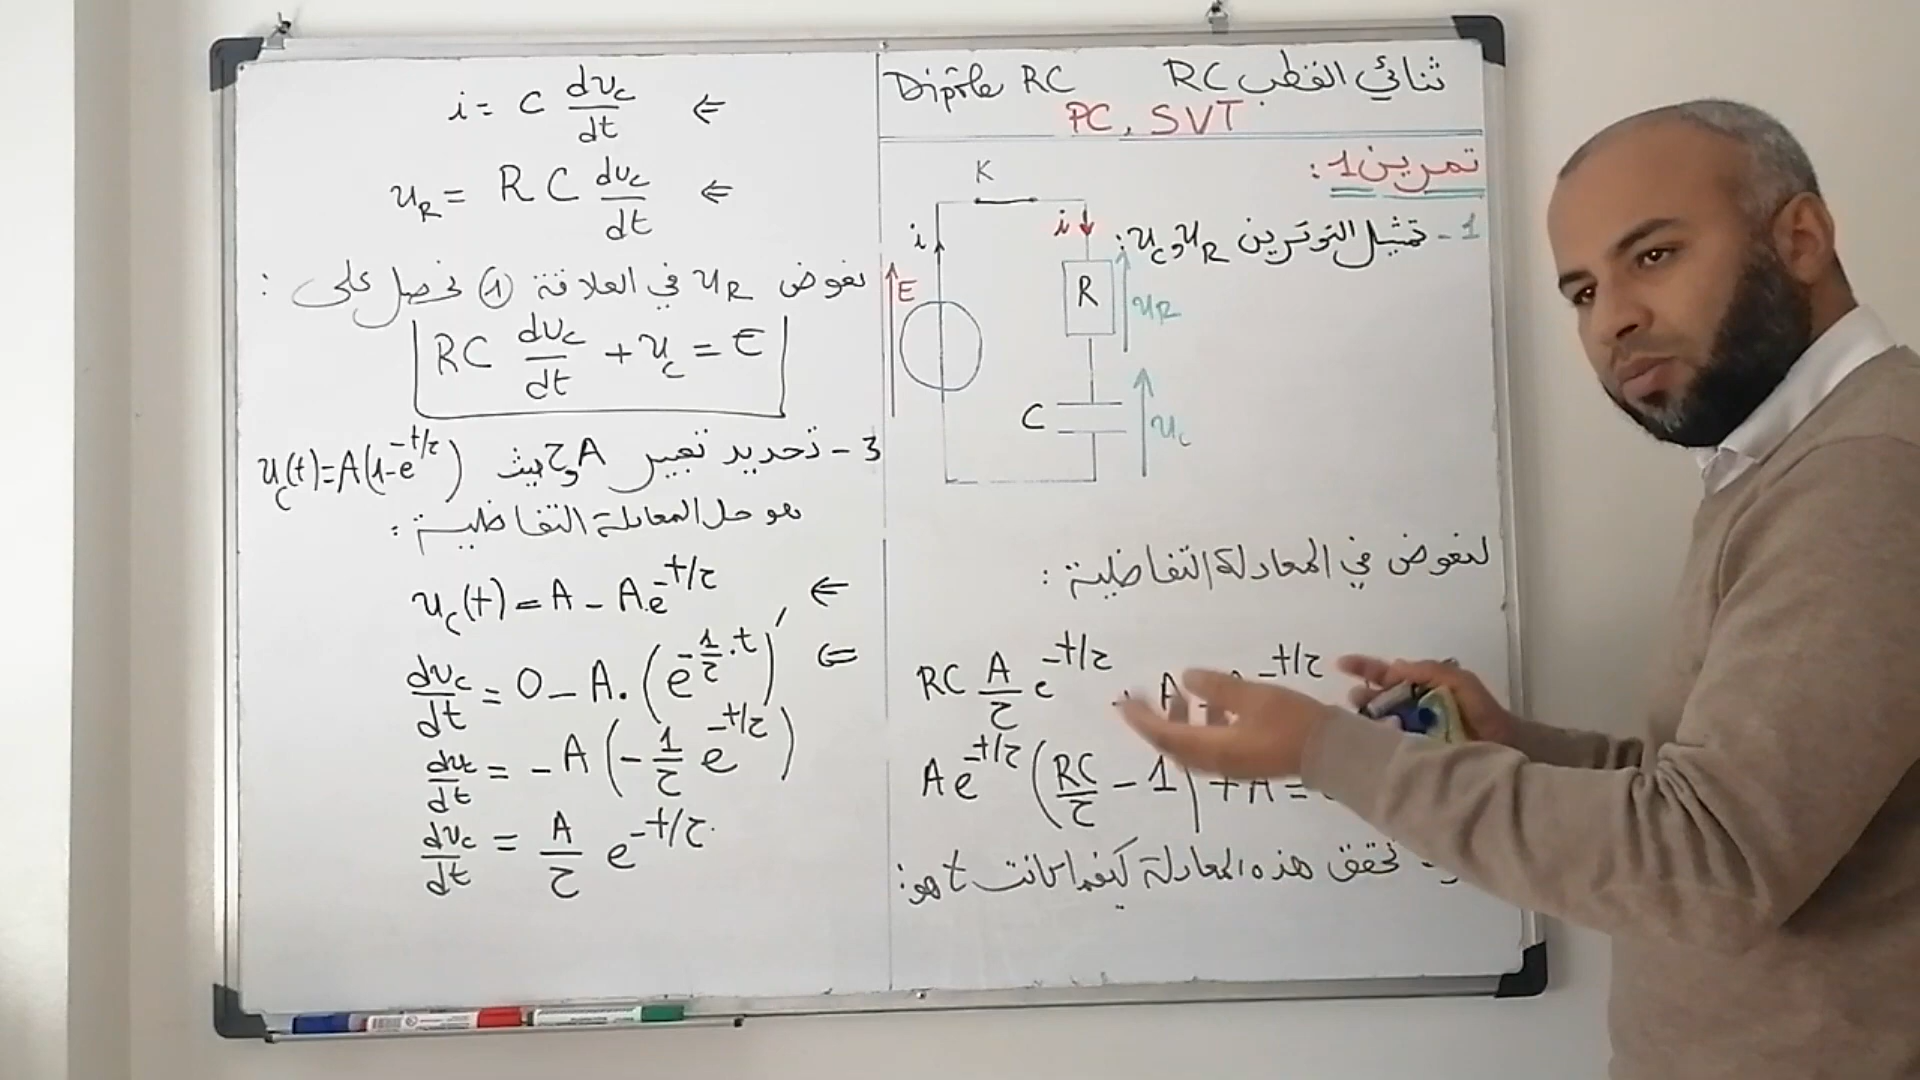 Dipôle RC ثنائي القطب RC
PC, SVT
تمرين 1:
1 - تمثيل التوترين uR و uc:
K
i
i
E
R
uR
C
uc
i = C duc/dt ⇐
uR = RC duc/dt ⇐
نعوض uR في العلاقة ① نحصل على:
RC duc/dt + uc = E
3 - تحديد تعبير A و τ حيث uc(t)=A(1-e^-t/τ)
هو حل المعادلة التفاضلية:
uc(t) = A - A.e^-t/τ ⇐
duc/dt = 0 - A.(e^-1/τ.t)' ⇐
duc/dt = -A(-1/τ e^-t/τ)
duc/dt = A/τ e^-t/τ
لنعوض في المعادلة التفاضلية:
RC A/τ e^-t/τ + A e^-t/τ
A e^-t/τ (RC/τ - 1) + A =
تحقق هذه المعادلة كيفما كانت t هو: